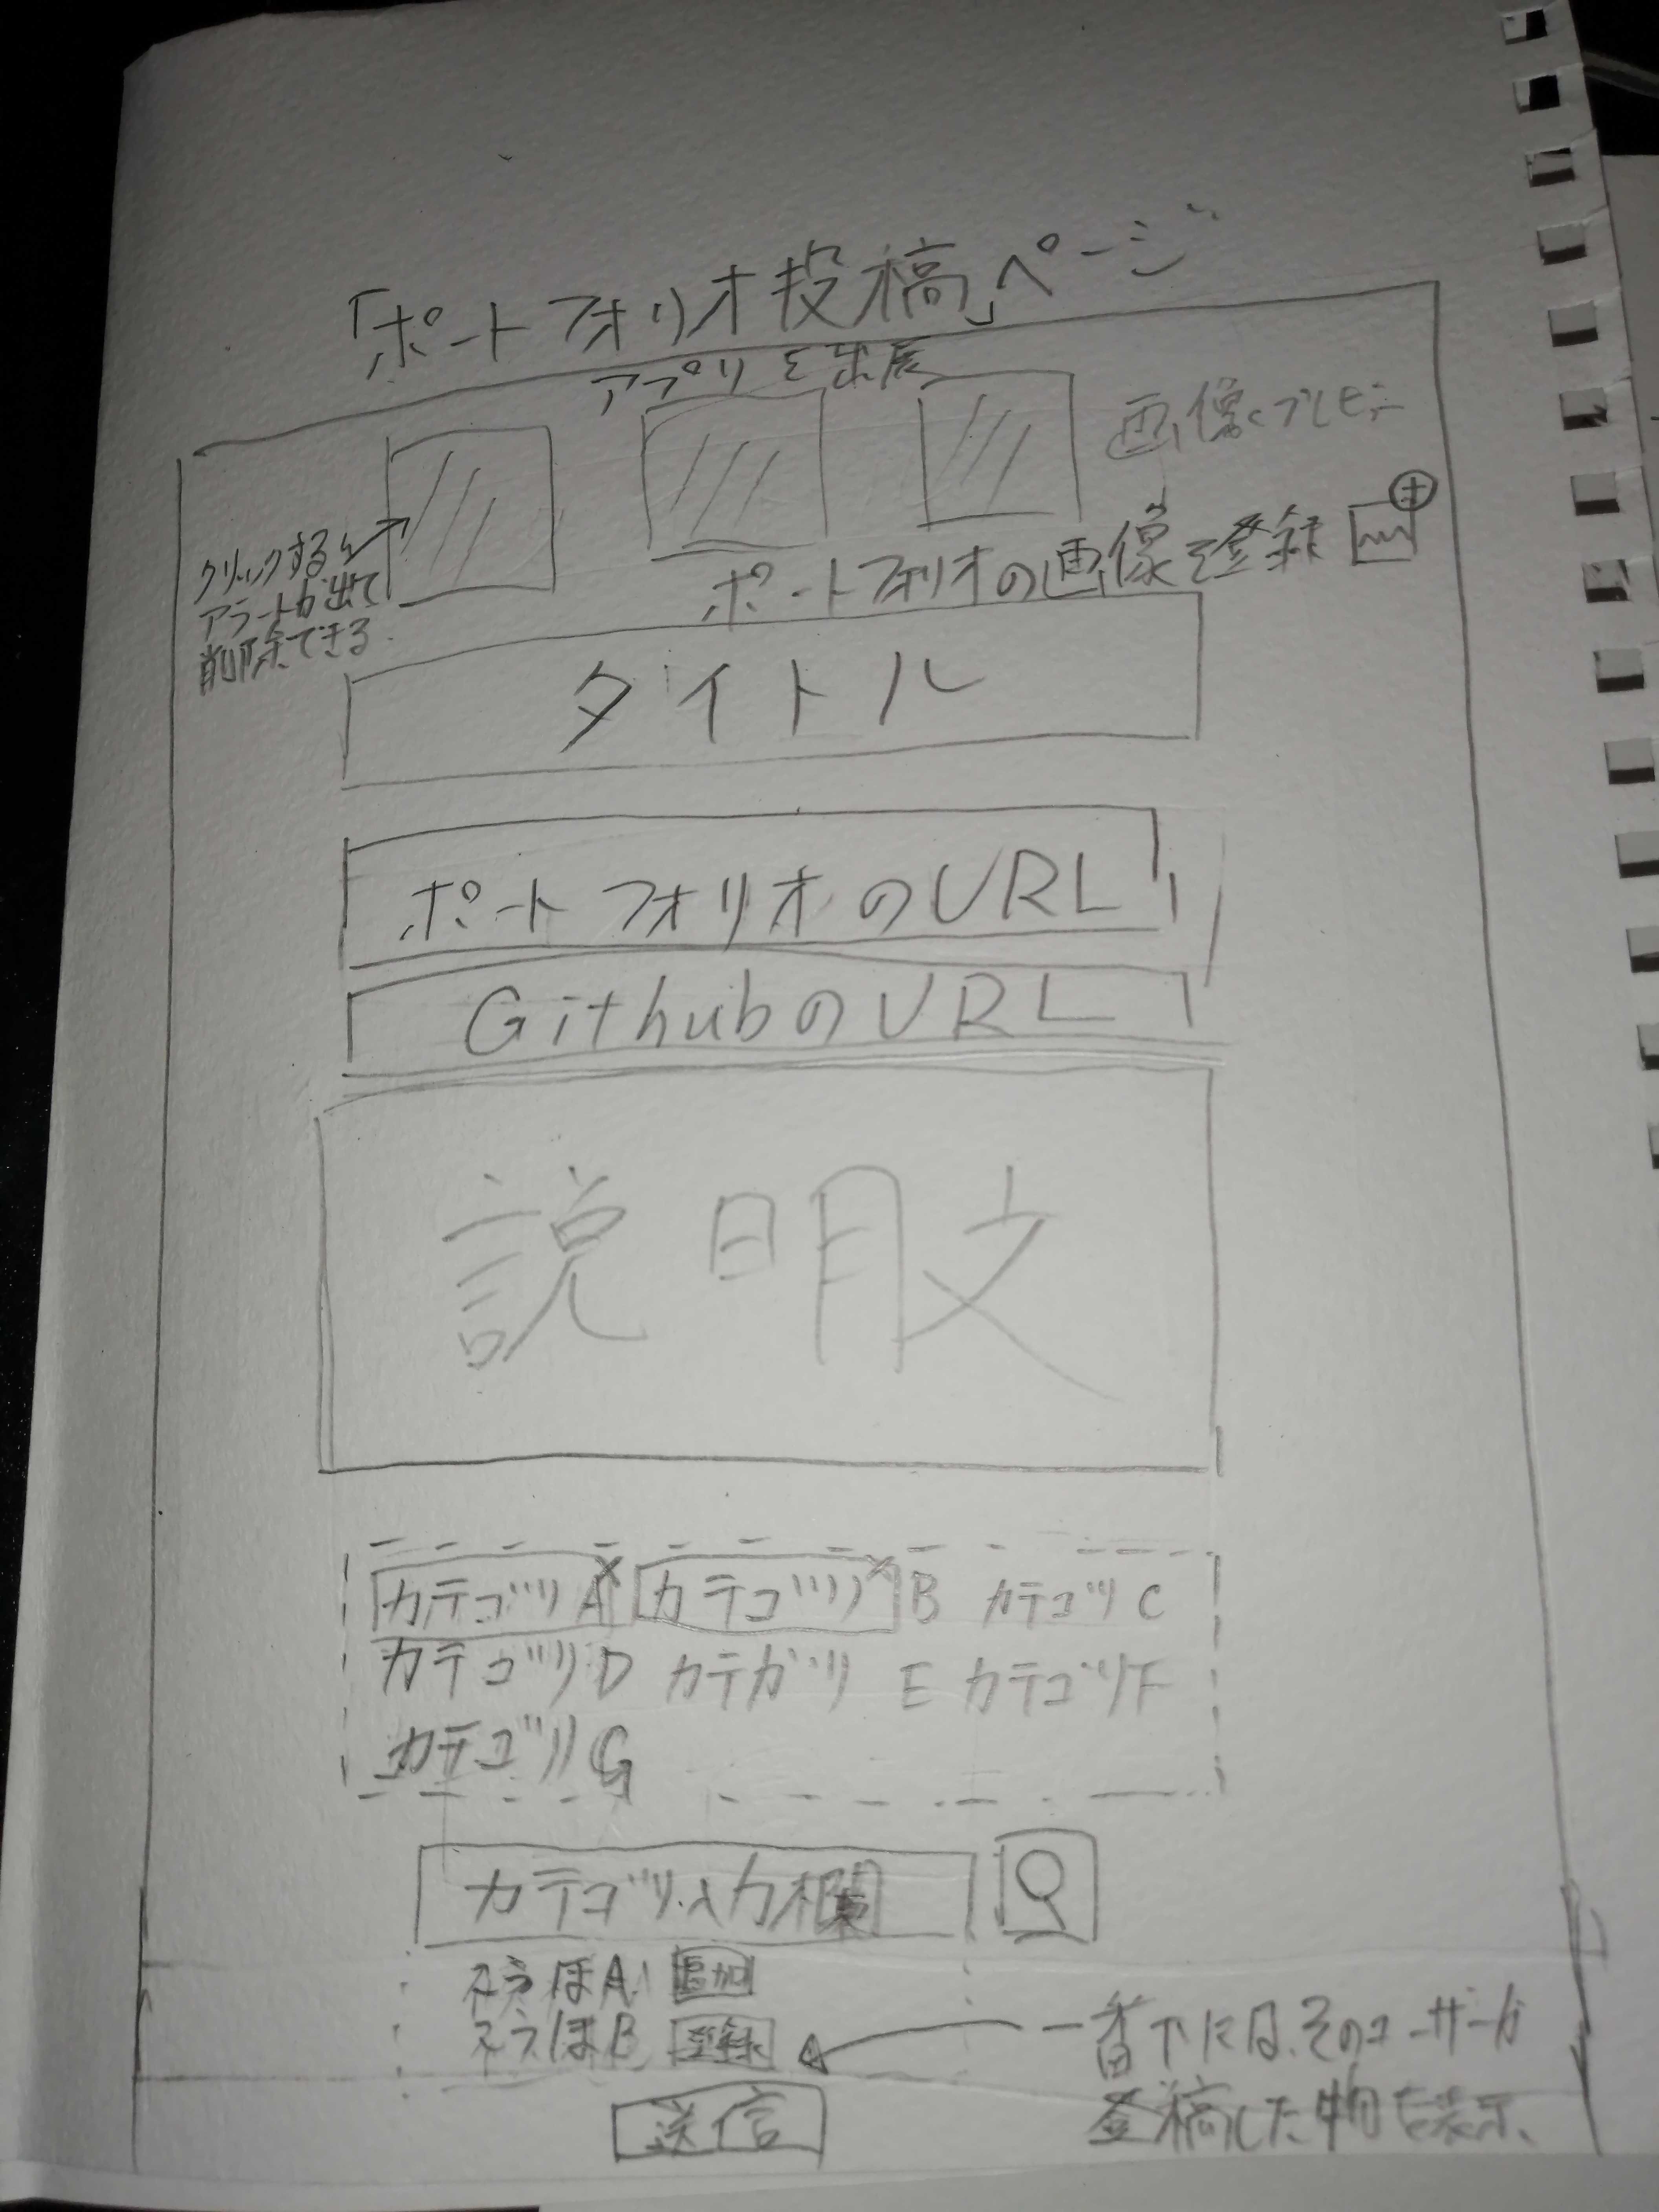 「ポートフォリオ投稿」ページ
アプリを出展
画像プレビュー
クリックすると
アラートが出て
削除できる
ポートフォリオの画像を登録
タイトル
ポートフォリオのURL
GithubのURL
説明文
カテゴリA× カテゴリ×B カテゴリC
カテゴリD カテガリE カテゴリF
カテゴリG
カテゴリ入力欄
こうほA 追加
こうほB 登録
一番下には、そのユーザーが
登稿した物を表示、
送信